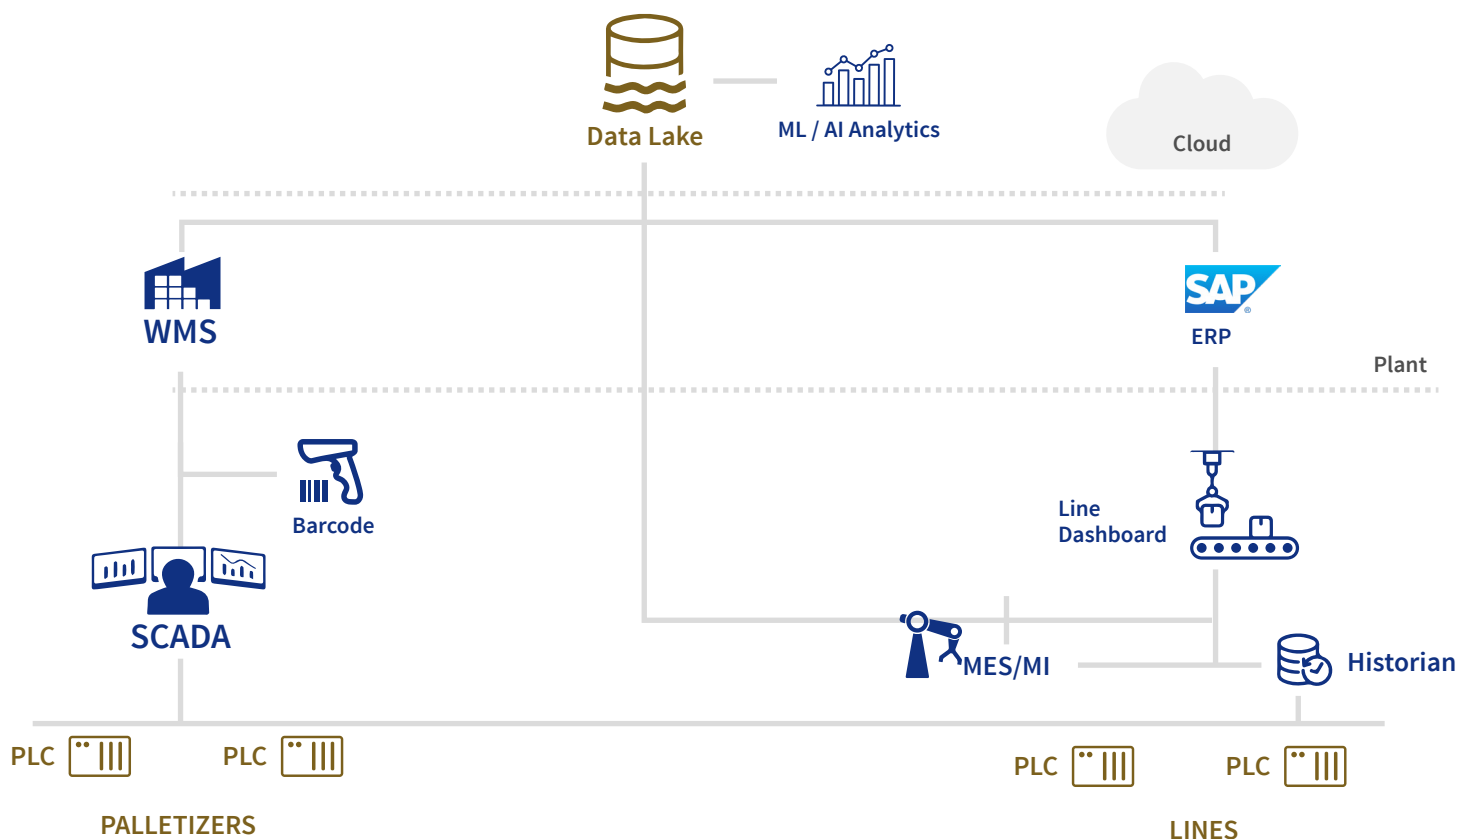 Data Lake
ML / AI Analytics
Cloud
WMS
SAP
®
ERP
Plant
Barcode
Line
Dashboard
SCADA
MES/MI
Historian
PLC
PLC
PLC
PLC
PALLETIZERS
LINES